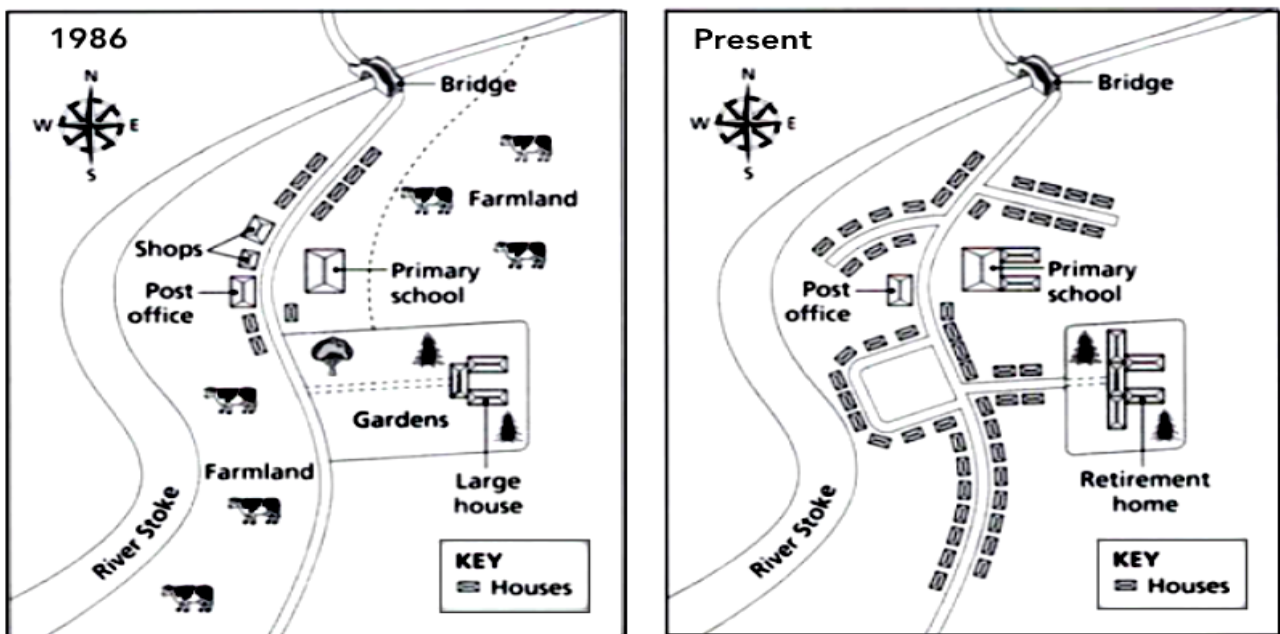 1986
N
W E
S
Bridge
Farmland
Shops
Primary
school
Post
office
Gardens
Farmland
Large
house
River Stoke
KEY
Houses
Present
N
W E
S
Bridge
Primary
school
Post
office
Retirement
home
River Stoke
KEY
Houses